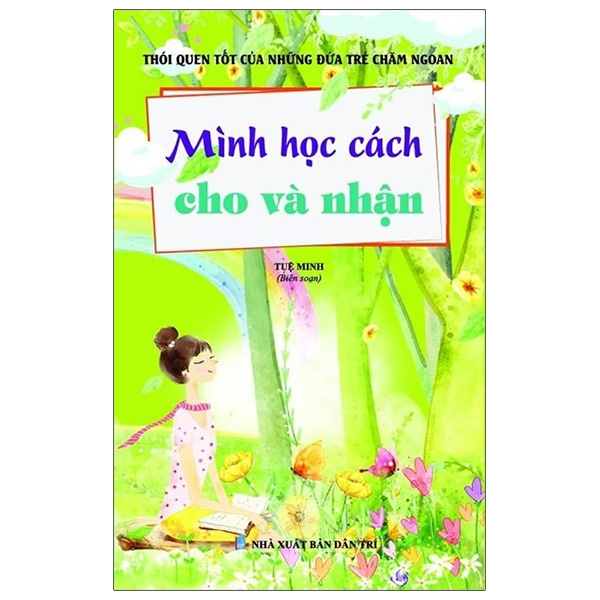 THÓI QUEN TỐT CỦA NHỮNG ĐỨA TRẺ CHĂM NGOAN
Mình học cách
cho và nhận
TUỆ MINH
(Biên soạn)
NHÀ XUẤT BẢN DÂN TRÍ